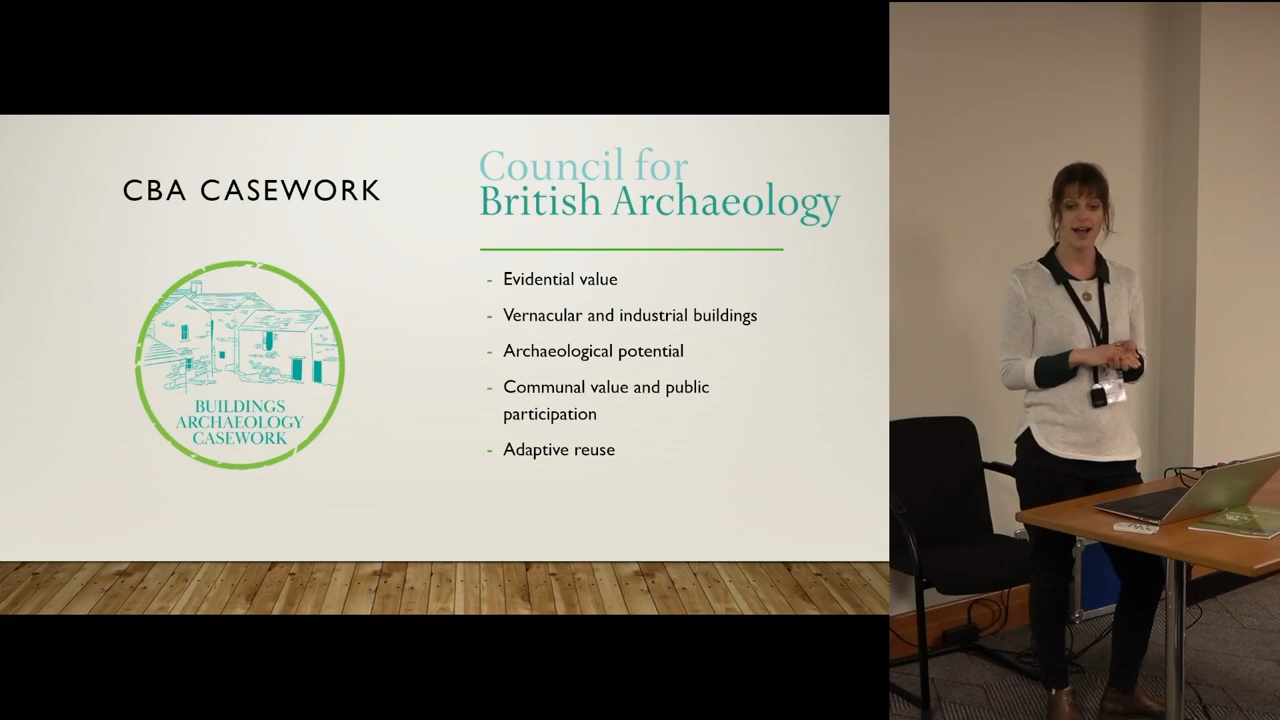 CBA CASEWORK
BUILDINGS
ARCHAEOLOGY
CASEWORK
Council for
British Archaeology
- Evidential value
- Vernacular and industrial buildings
- Archaeological potential
- Communal value and public
participation
- Adaptive reuse